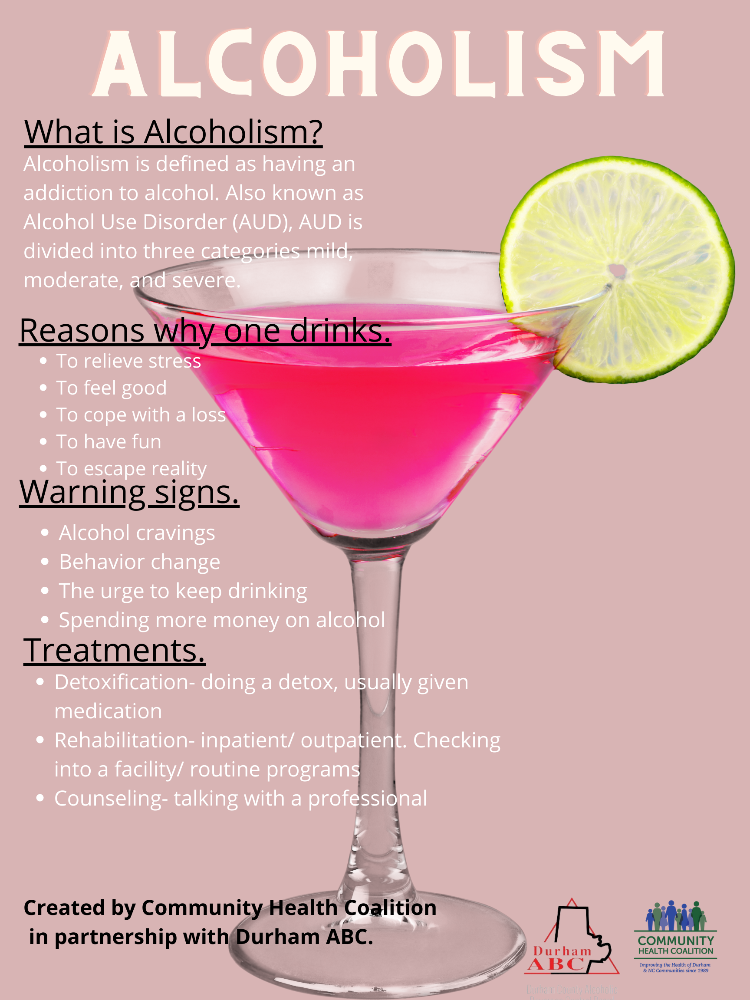 ALCOHOLISM
What is Alcoholism?
Alcoholism is defined as having an
addiction to alcohol. Also known as
Alcohol Use Disorder (AUD), AUD is
divided into three categories mild,
moderate, and severe.
Reasons why one drinks.
• To relieve stress
• To feel good
• To cope with a loss
• To have fun
• To escape reality
Warning signs.
• Alcohol cravings
• Behavior change
• The urge to keep drinking
• Spending more money on alcohol
Treatments.
• Detoxification- doing a detox, usually given
medication
• Rehabilitation- inpatient/ outpatient. Checking
into a facility/ routine programs
• Counseling- talking with a professional
Created by Community Health Coalition
in partnership with Durham ABC.
Durham
ABC
Durham County Alcoholic
COMMUNITY
HEALTH COALITION
Improving the Health of Durham
& NC Communities since 1989